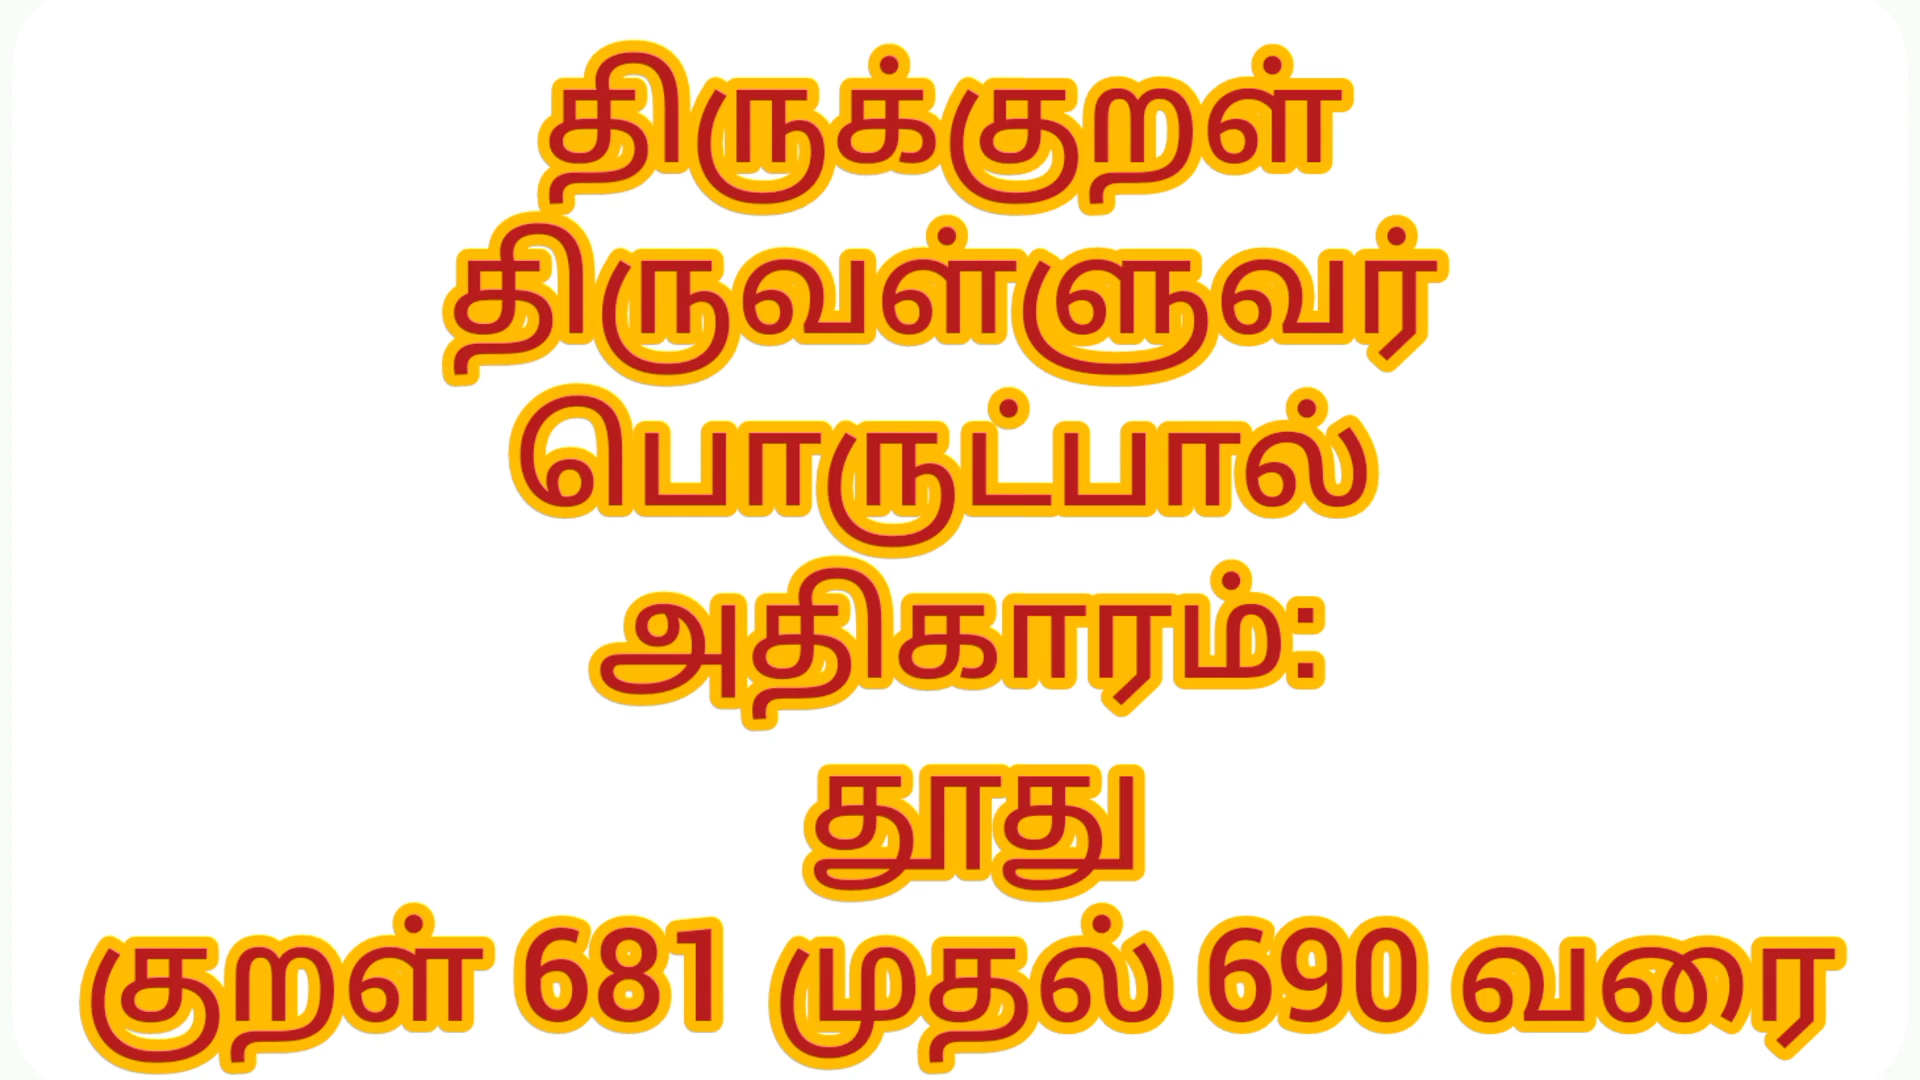 திருக்குறள்
திருவள்ளுவர்
பொருட்பால்
அதிகாரம்:
தூது
குறள் 681 முதல் 690 வரை